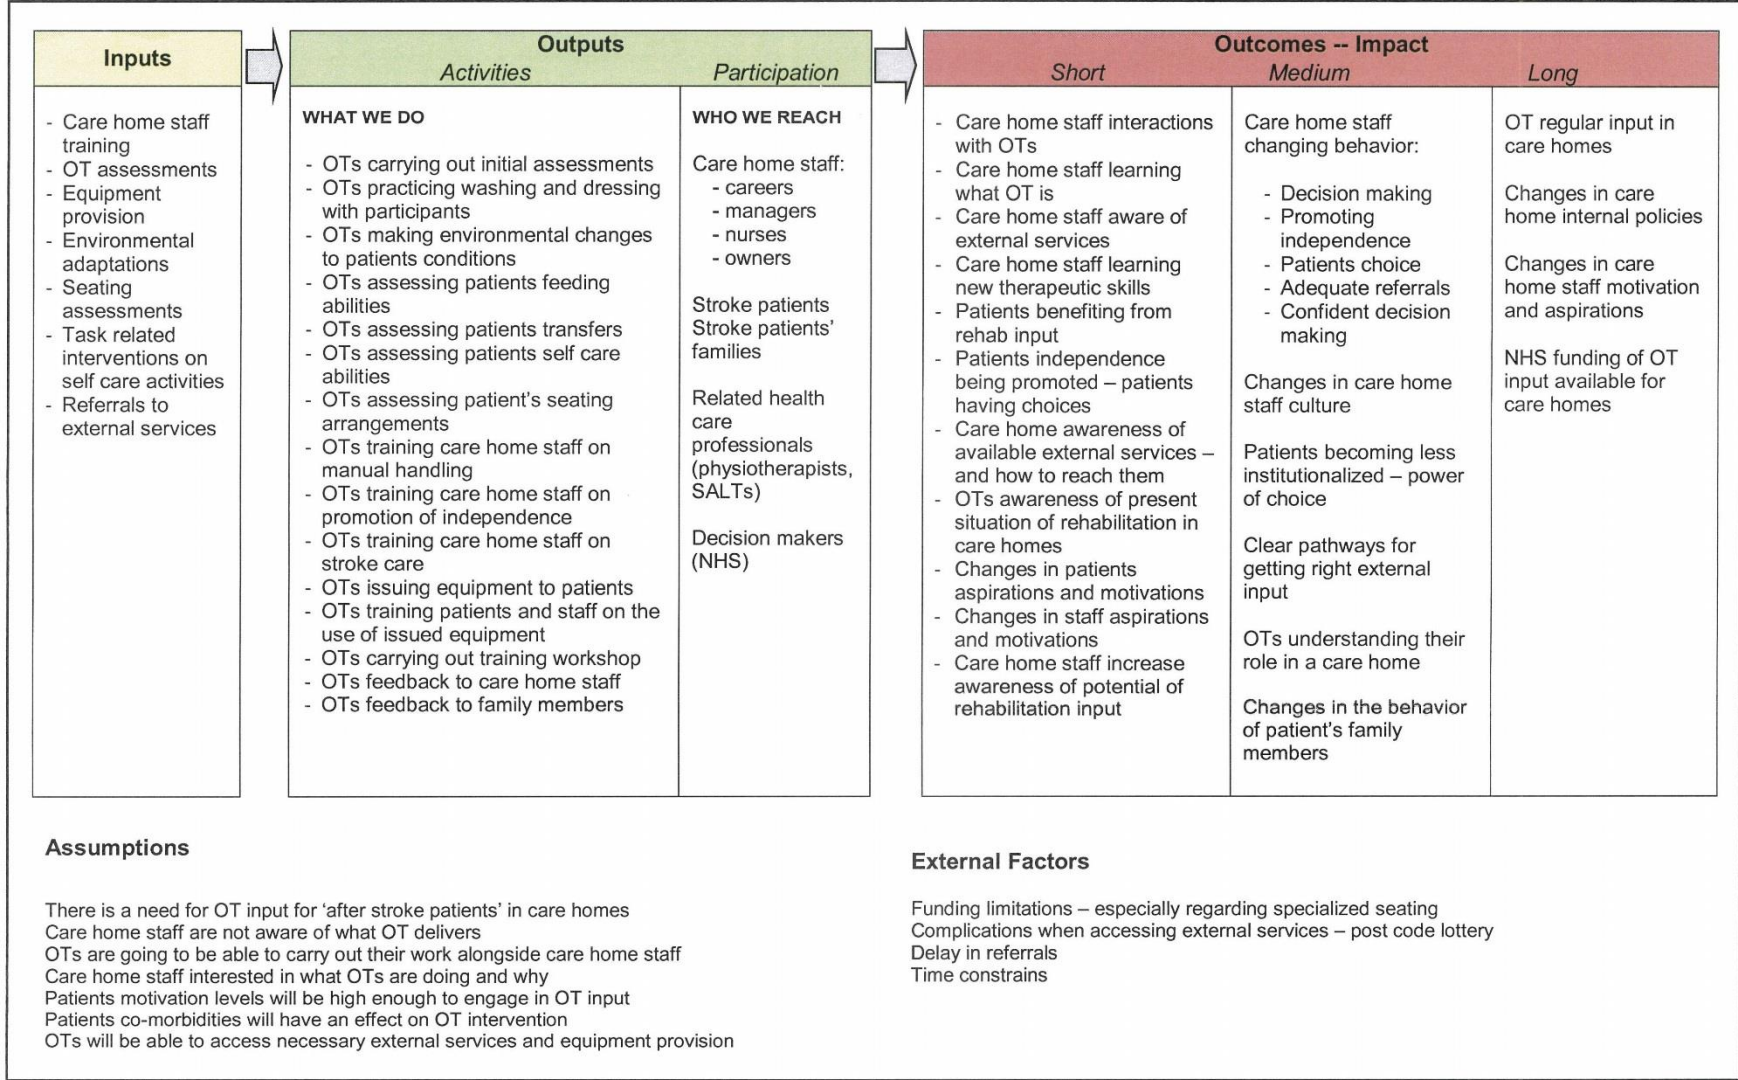 Inputs
- Care home staff
training
- OT assessments
- Equipment
provision
- Environmental
adaptations
- Seating
assessments
- Task related
interventions on
self care activities
- Referrals to
external services
Outputs
Activities
Participation
WHAT WE DO
- OTs carrying out initial assessments
- OTs practicing washing and dressing
with participants
- OTs making environmental changes
to patients conditions
- OTs assessing patients feeding
abilities
- OTs assessing patients transfers
- OTs assessing patients self care
abilities
- OTs assessing patient's seating
arrangements
- OTs training care home staff on
manual handling
- OTs training care home staff on
promotion of independence
- OTs training care home staff on
stroke care
- OTs issuing equipment to patients
- OTs training patients and staff on the
use of issued equipment
- OTs carrying out training workshop
- OTs feedback to care home staff
- OTs feedback to family members
WHO WE REACH
Care home staff:
- careers
- managers
- nurses
- owners
Stroke patients
Stroke patients'
families
Related health
care
professionals
(physiotherapists,
SALTs)
Decision makers
(NHS)
Outcomes -- Impact
Short
Medium
Long
- Care home staff interactions
with OTs
- Care home staff learning
what OT is
- Care home staff aware of
external services
- Care home staff learning
new therapeutic skills
- Patients benefiting from
rehab input
- Patients independence
being promoted – patients
having choices
- Care home awareness of
available external services –
and how to reach them
- OTs awareness of present
situation of rehabilitation in
care homes
- Changes in patients
aspirations and motivations
- Changes in staff aspirations
and motivations
- Care home staff increase
awareness of potential of
rehabilitation input
Care home staff
changing behavior:
- Decision making
- Promoting
independence
- Patients choice
- Adequate referrals
- Confident decision
making
Changes in care home
staff culture
Patients becoming less
institutionalized – power
of choice
Clear pathways for
getting right external
input
OTs understanding their
role in a care home
Changes in the behavior
of patient's family
members
OT regular input in
care homes
Changes in care
home internal policies
Changes in care
home staff motivation
and aspirations
NHS funding of OT
input available for
care homes
Assumptions
There is a need for OT input for 'after stroke patients' in care homes
Care home staff are not aware of what OT delivers
OTs are going to be able to carry out their work alongside care home staff
Care home staff interested in what OTs are doing and why
Patients motivation levels will be high enough to engage in OT input
Patients co-morbidities will have an effect on OT intervention
OTs will be able to access necessary external services and equipment provision
External Factors
Funding limitations – especially regarding specialized seating
Complications when accessing external services – post code lottery
Delay in referrals
Time constrains